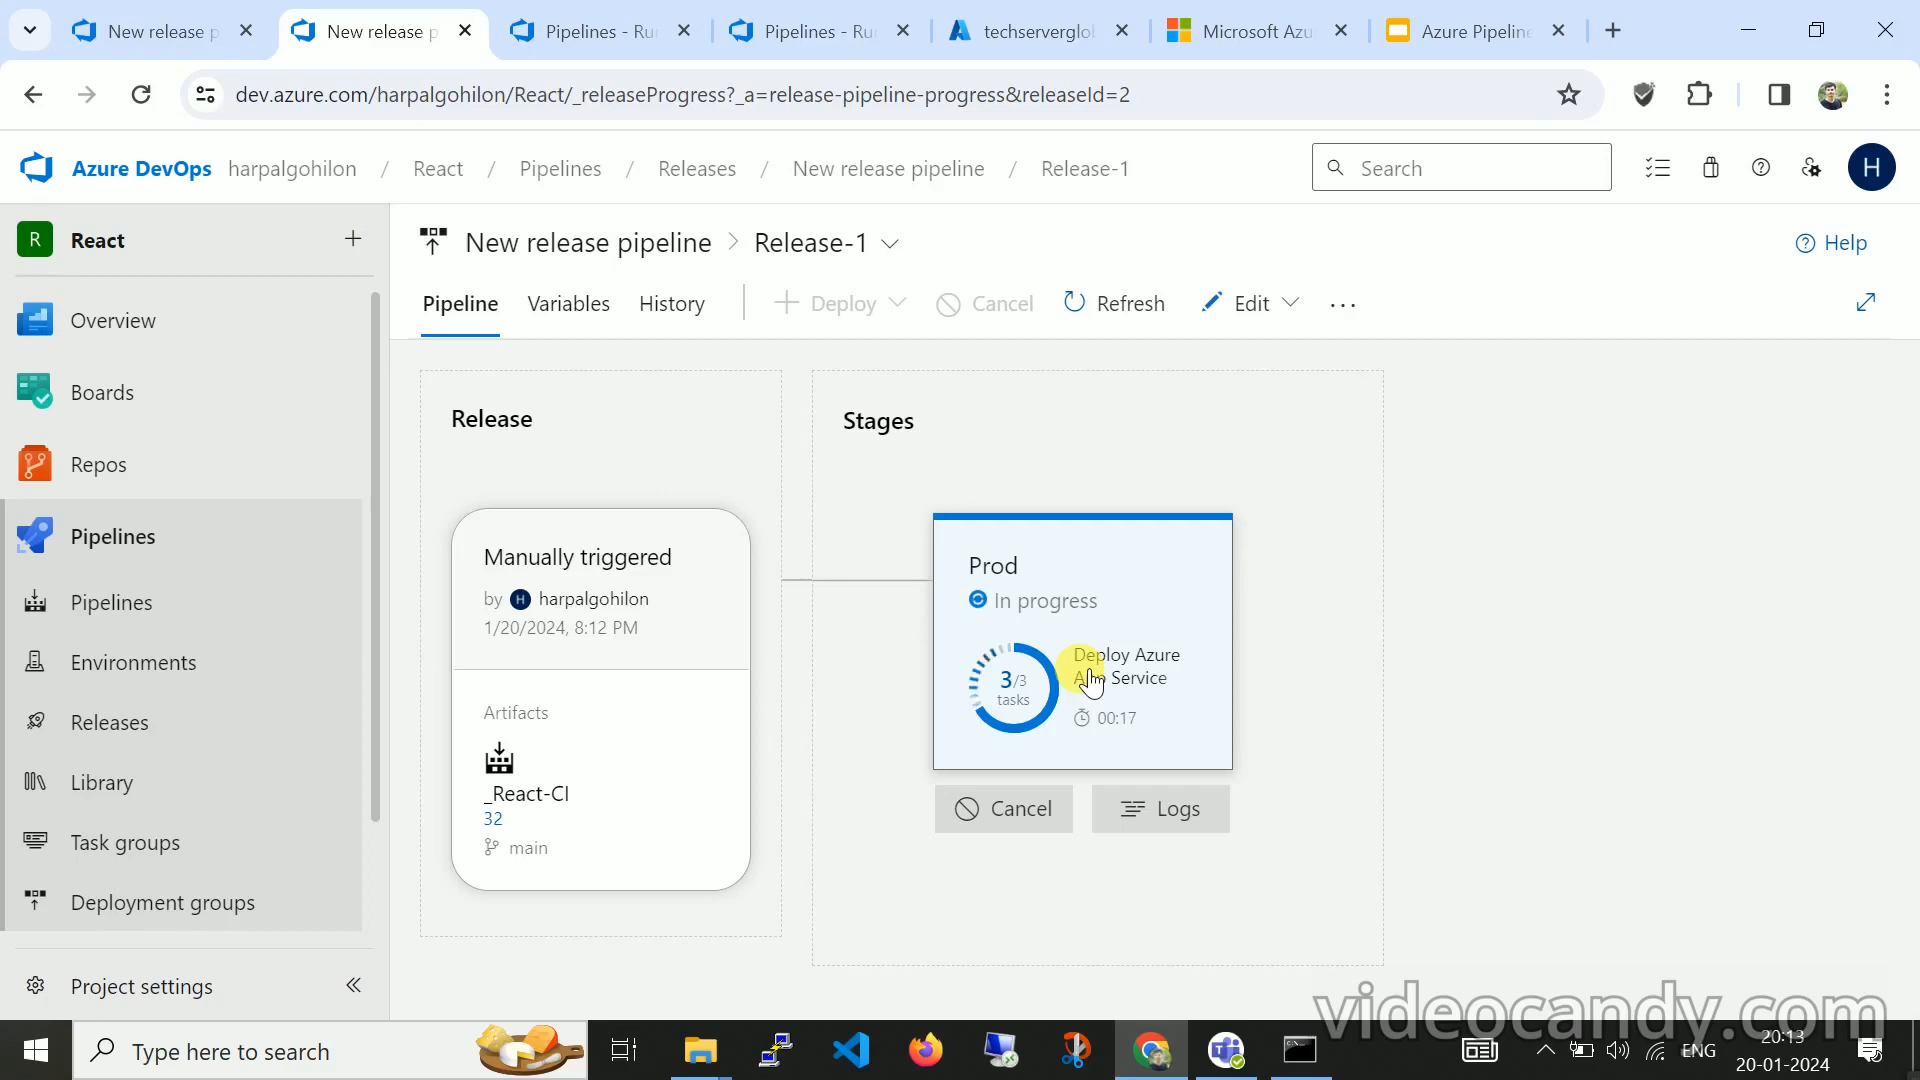 New release p
New release p
Pipelines - Ru
Pipelines - Ru
techserverglo
Microsoft Azu
Azure Pipeline
dev.azure.com/harpalgohilon/React/_releaseProgress?_a=release-pipeline-progress&releaseId=2
Azure DevOps harpalgohilon / React / Pipelines / Releases / New release pipeline / Release-1
Search
H
R React
Overview
Boards
Repos
Pipelines
Pipelines
Environments
Releases
Library
Task groups
Deployment groups
Project settings
New release pipeline > Release-1
Help
Pipeline Variables History Deploy Cancel Refresh Edit
Release
Manually triggered
by H harpalgohilon
1/20/2024, 8:12 PM
Artifacts
_React-CI
32
main
Stages
Prod
In progress
3/3
tasks
Deploy Azure
App Service
00:17
Cancel
Logs
videocandy.com
Type here to search
ENG
20:13
20-01-2024